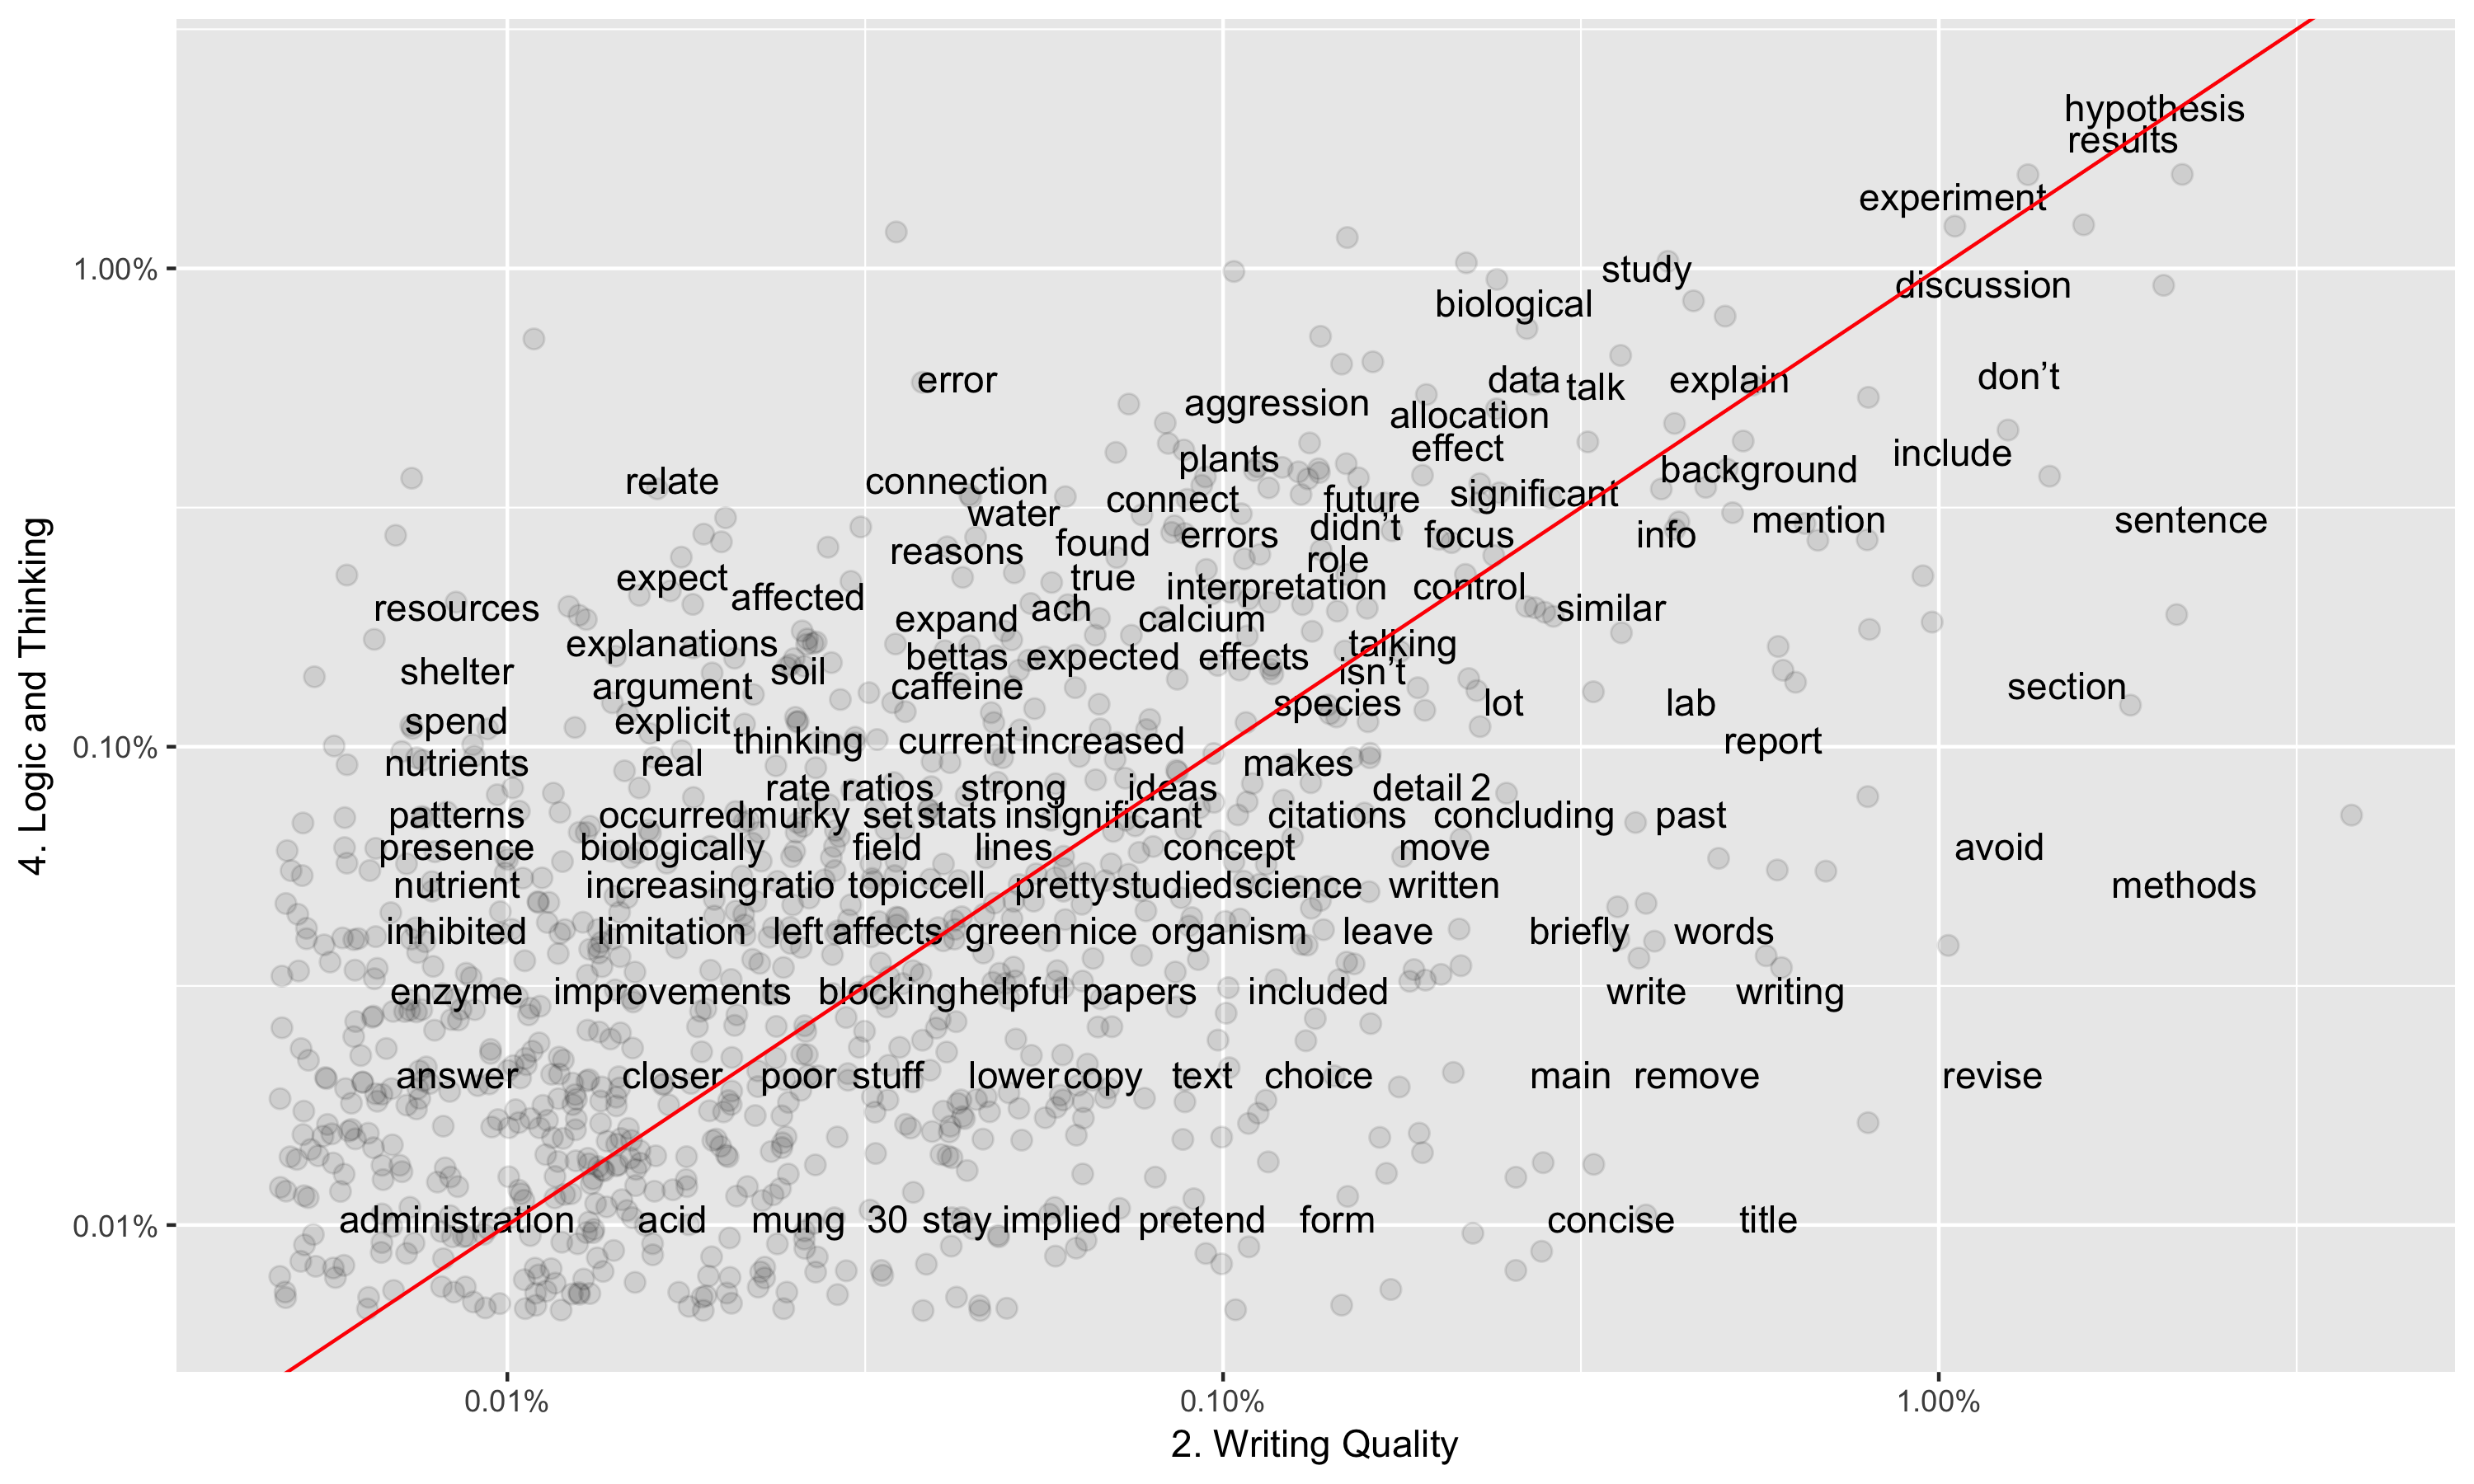 hypothesis
results
experiment
1.00%
study
discussion
biological
error
data
talk
explain
don’t
aggression
allocation
effect
plants
include
background
relate
connection
connect
future
significant
water
didn’t
mention
sentence
reasons
found
errors
focus
info
role
expect
true
interpretation
control
affected
resources
expand
ach
calcium
similar
explanations
talking
bettas
expected
effects
shelter
soil
isn’t
argument
caffeine
section
species
lot
lab
spend
explicit
0.10%
thinking
current
increased
report
nutrients
real
makes
rate
ratios
strong
ideas
detail
2
patterns
occurred
murky
set
stats
insignificant
citations
concluding
past
presence
biologically
field
lines
concept
move
avoid
nutrient
increasing
ratio
topic
cell
pretty
studied
science
written
methods
inhibited
limitation
left
affects
green
nice
organism
leave
briefly
words
enzyme
improvements
blocking
helpful
papers
included
write
writing
answer
closer
poor
stuff
lower
copy
text
choice
main
remove
revise
0.01%
administration
acid
mung
30
stay
implied
pretend
form
concise
title
4. Logic and Thinking
0.01%
0.10%
1.00%
2. Writing Quality